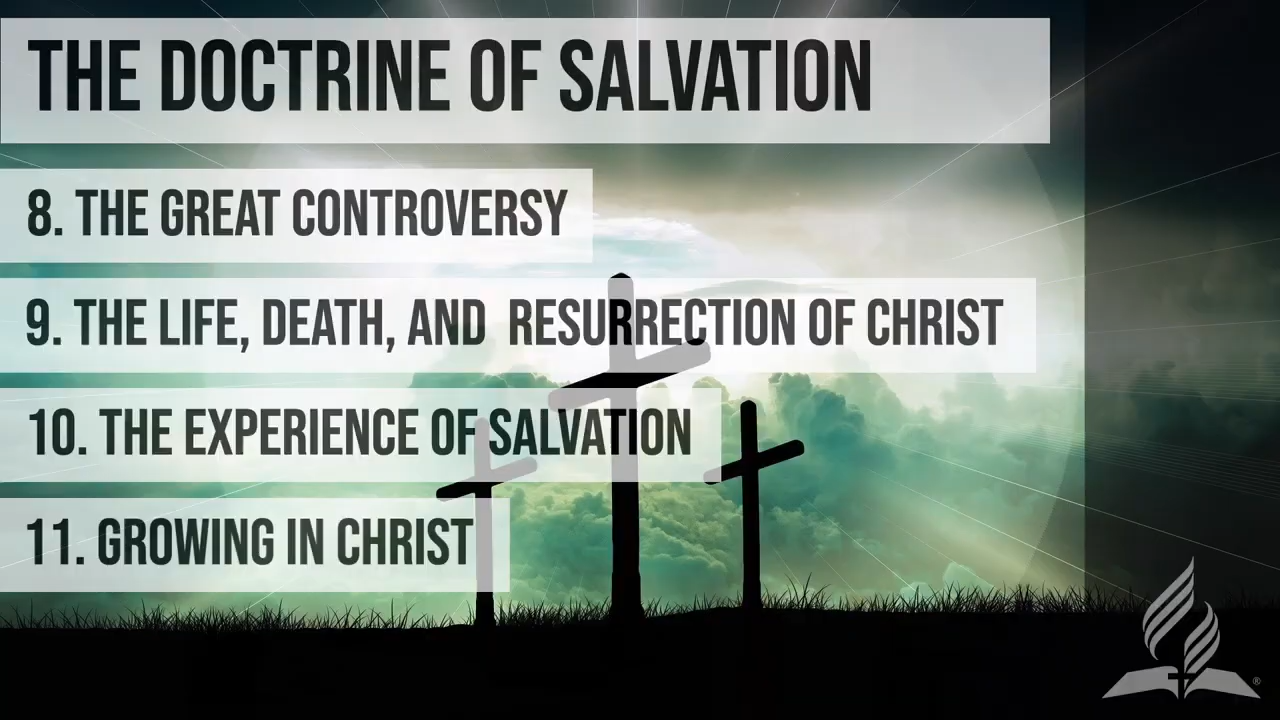 THE DOCTRINE OF SALVATION
8. THE GREAT CONTROVERSY
9. THE LIFE, DEATH, AND  RESURRECTION OF CHRIST
10. THE EXPERIENCE OF SALVATION
11. GROWING IN CHRIST
®